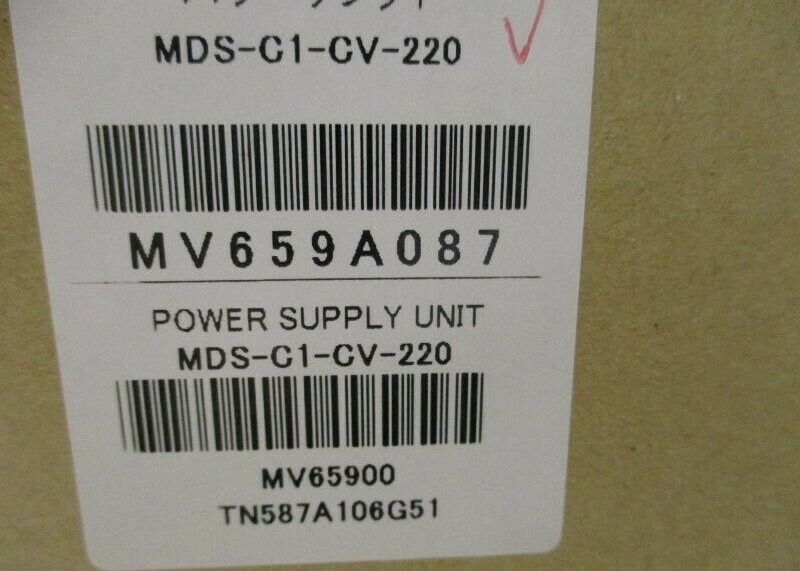 MDS-C1-CV-220
MV659A087
POWER SUPPLY UNIT
MDS-C1-CV-220
MV65900
TN587A106G51